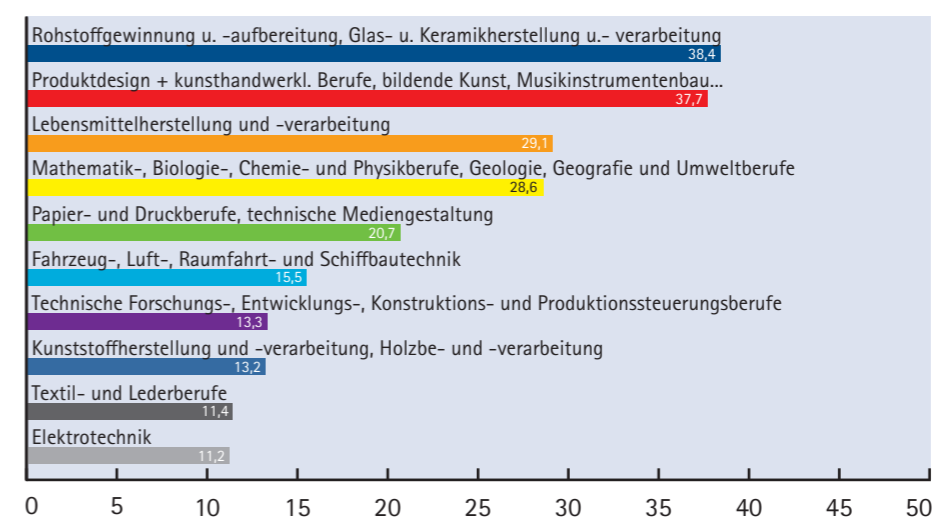 Rohstoffgewinnung u. -aufbereitung, Glas- u. Keramikherstellung u.- verarbeitung
38,4
Produktdesign + kunsthandwerkl. Berufe, bildende Kunst, Musikinstrumentenbau...
37,7
Lebensmittelherstellung und -verarbeitung
29,1
Mathematik-, Biologie-, Chemie- und Physikberufe, Geologie, Geografie und Umweltberufe
28,6
Papier- und Druckberufe, technische Mediengestaltung
20,7
Fahrzeug-, Luft-, Raumfahrt- und Schiffbautechnik
15,5
Technische Forschungs-, Entwicklungs-, Konstruktions- und Produktionssteuerungsberufe
13,3
Kunststoffherstellung und -verarbeitung, Holzbe- und -verarbeitung
13,2
Textil- und Lederberufe
11,4
Elektrotechnik
11,2
0 5 10 15 20 25 30 35 40 45 50